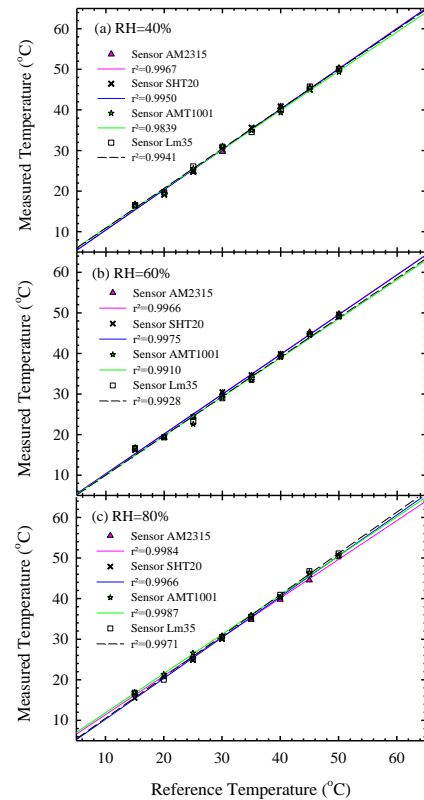 (a) RH=40%
Sensor AM2315
r²=0.9967
Sensor SHT20
r²=0.9950
Sensor AMT1001
r²=0.9839
Sensor Lm35
r²=0.9941
60
50
40
30
20
10
Measured Temperature (°C)
(b) RH=60%
Sensor AM2315
r²=0.9966
Sensor SHT20
r²=0.9975
Sensor AMT1001
r²=0.9910
Sensor Lm35
r²=0.9928
60
50
40
30
20
10
Measured Temperature (°C)
(c) RH=80%
Sensor AM2315
r²=0.9984
Sensor SHT20
r²=0.9966
Sensor AMT1001
r²=0.9987
Sensor Lm35
r²=0.9971
60
50
40
30
20
10
Measured Temperature (°C)
10 20 30 40 50 60
Reference Temperature (°C)